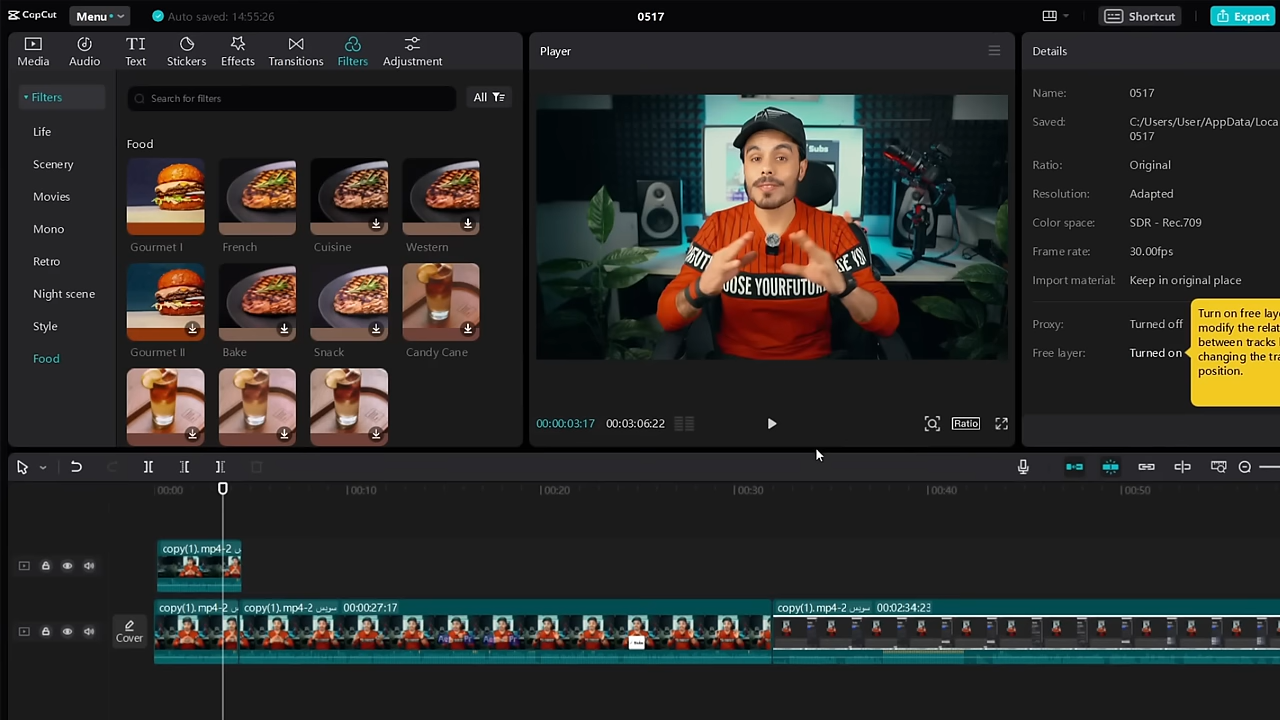 CapCut
Menu
Auto saved: 14:55:26
0517
Shortcut
Export
Media
Audio
Text
Stickers
Effects
Transitions
Filters
Adjustment
Filters
Life
Scenery
Movies
Mono
Retro
Night scene
Style
Food
Search for filters
All
Food
Gourmet I
French
Cuisine
Western
Gourmet II
Bake
Snack
Candy Cane
Player
Subs
OOSE YOURFUTUR
00:00:03:17
00:03:06:22
Ratio
Details
Name:
0517
Saved:
C:/Users/User/AppData/Loca
0517
Ratio:
Original
Resolution:
Adapted
Color space:
SDR - Rec.709
Frame rate:
30.00fps
Import material:
Keep in original place
Proxy:
Turned off
Free layer:
Turned on
Turn on free lay
modify the relat
between tracks
changing the tra
position.
00:00
00:10
00:20
00:30
00:40
00:50
copy(1).mp4-2
Cover
copy(1).mp4-2
copy(1).mp4-2 سوبس 00:00:27:17
copy(1).mp4-2 سوبس 00:02:34:23